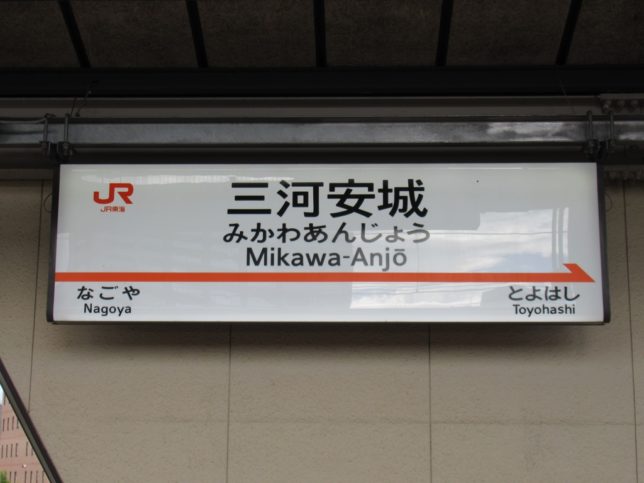 JR
JR東海
三河安城
みかわあんじょう
Mikawa-Anjō
なごや
Nagoya
とよはし
Toyohashi